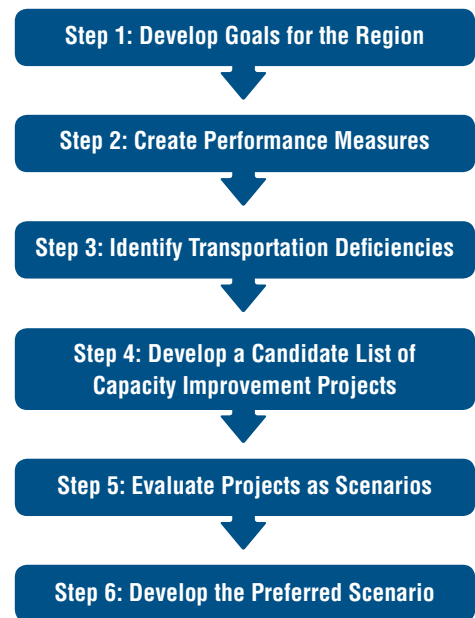 Step 1: Develop Goals for the Region
Step 2: Create Performance Measures
Step 3: Identify Transportation Deficiencies
Step 4: Develop a Candidate List of
Capacity Improvement Projects
Step 5: Evaluate Projects as Scenarios
Step 6: Develop the Preferred Scenario